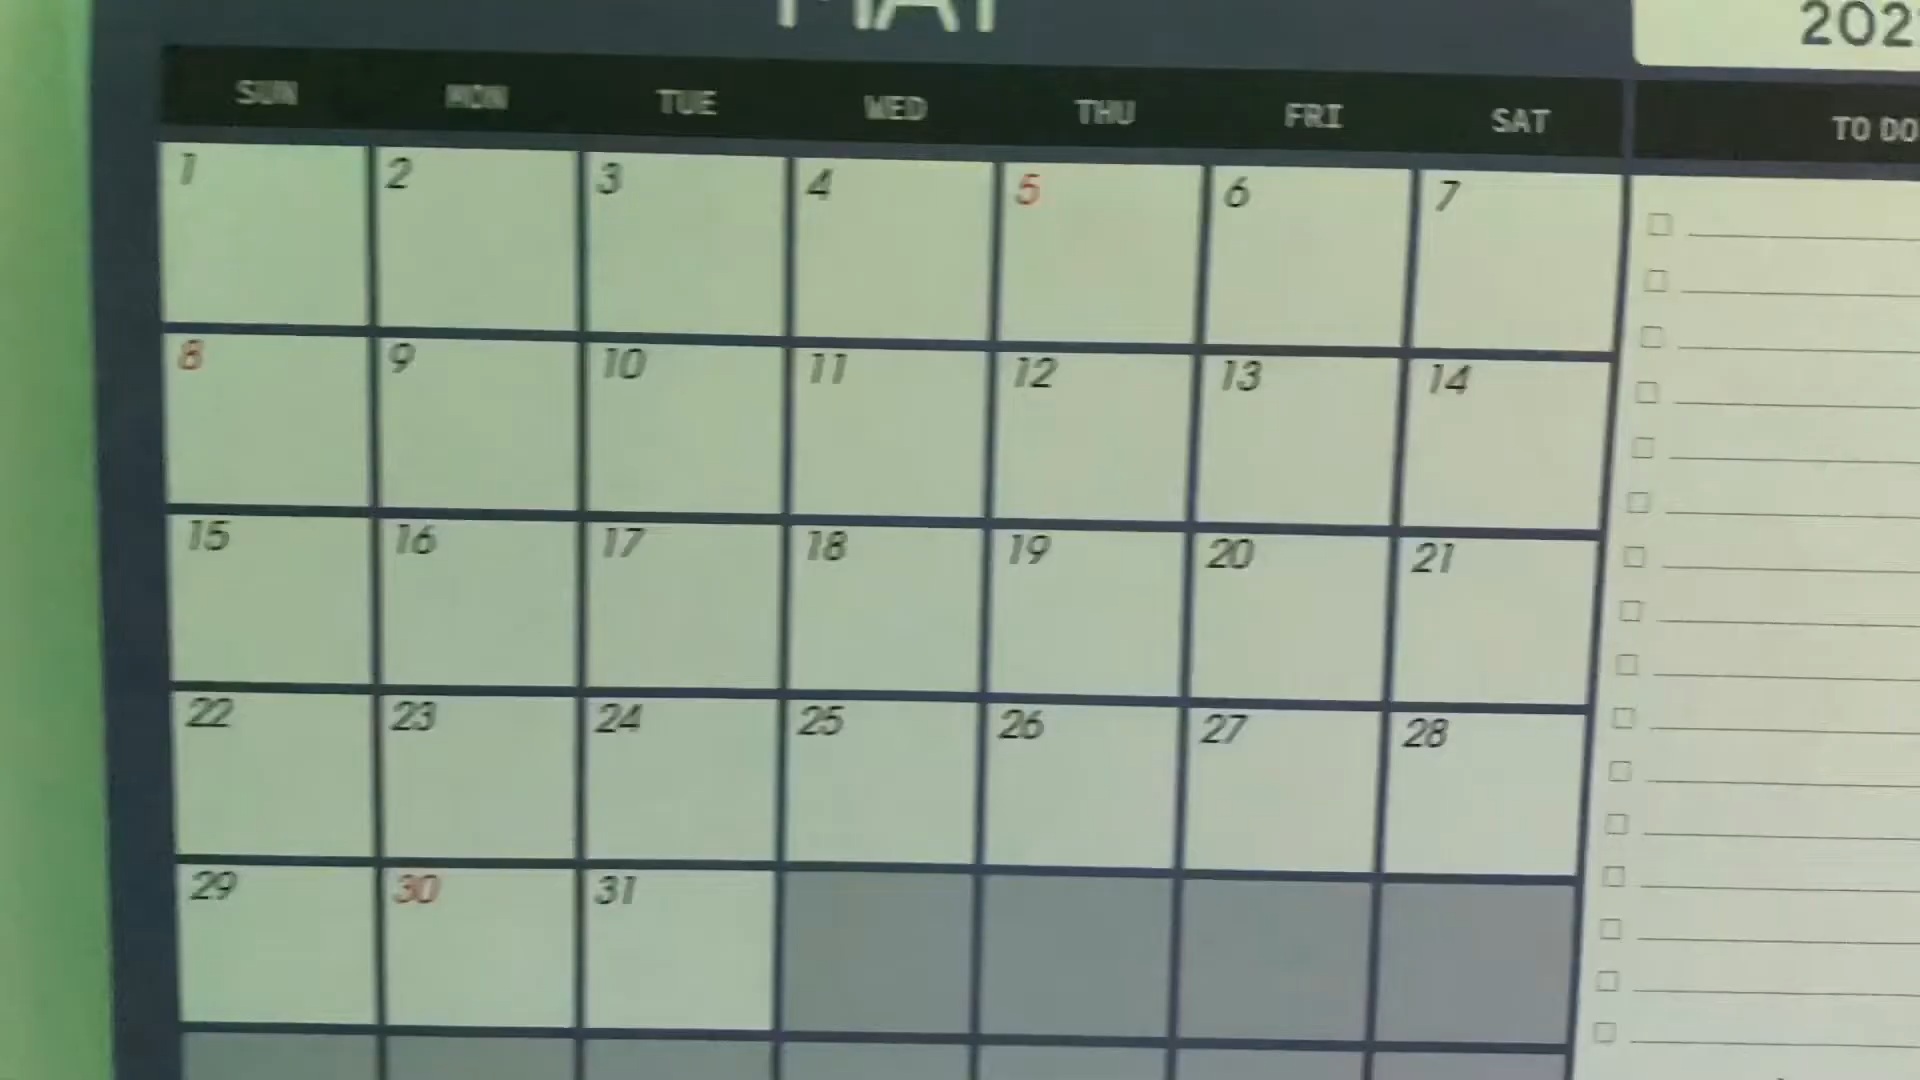 MAY
SUN MON TUE WED THU FRI SAT
TO DO
1 2 3 4 5 6 7
8 9 10 11 12 13 14
15 16 17 18 19 20 21
22 23 24 25 26 27 28
29 30 31